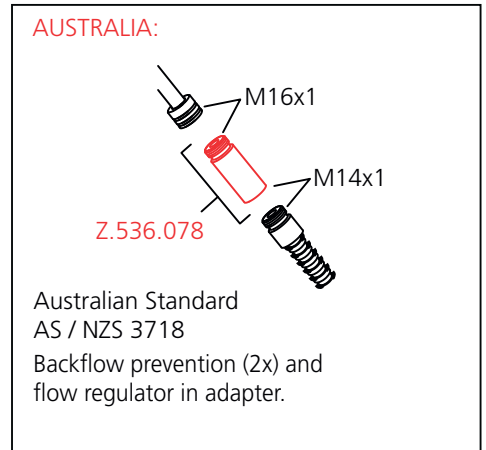 AUSTRALIA:
M16x1
M14x1
Z.536.078
Australian Standard
AS / NZS 3718
Backflow prevention (2x) and
flow regulator in adapter.